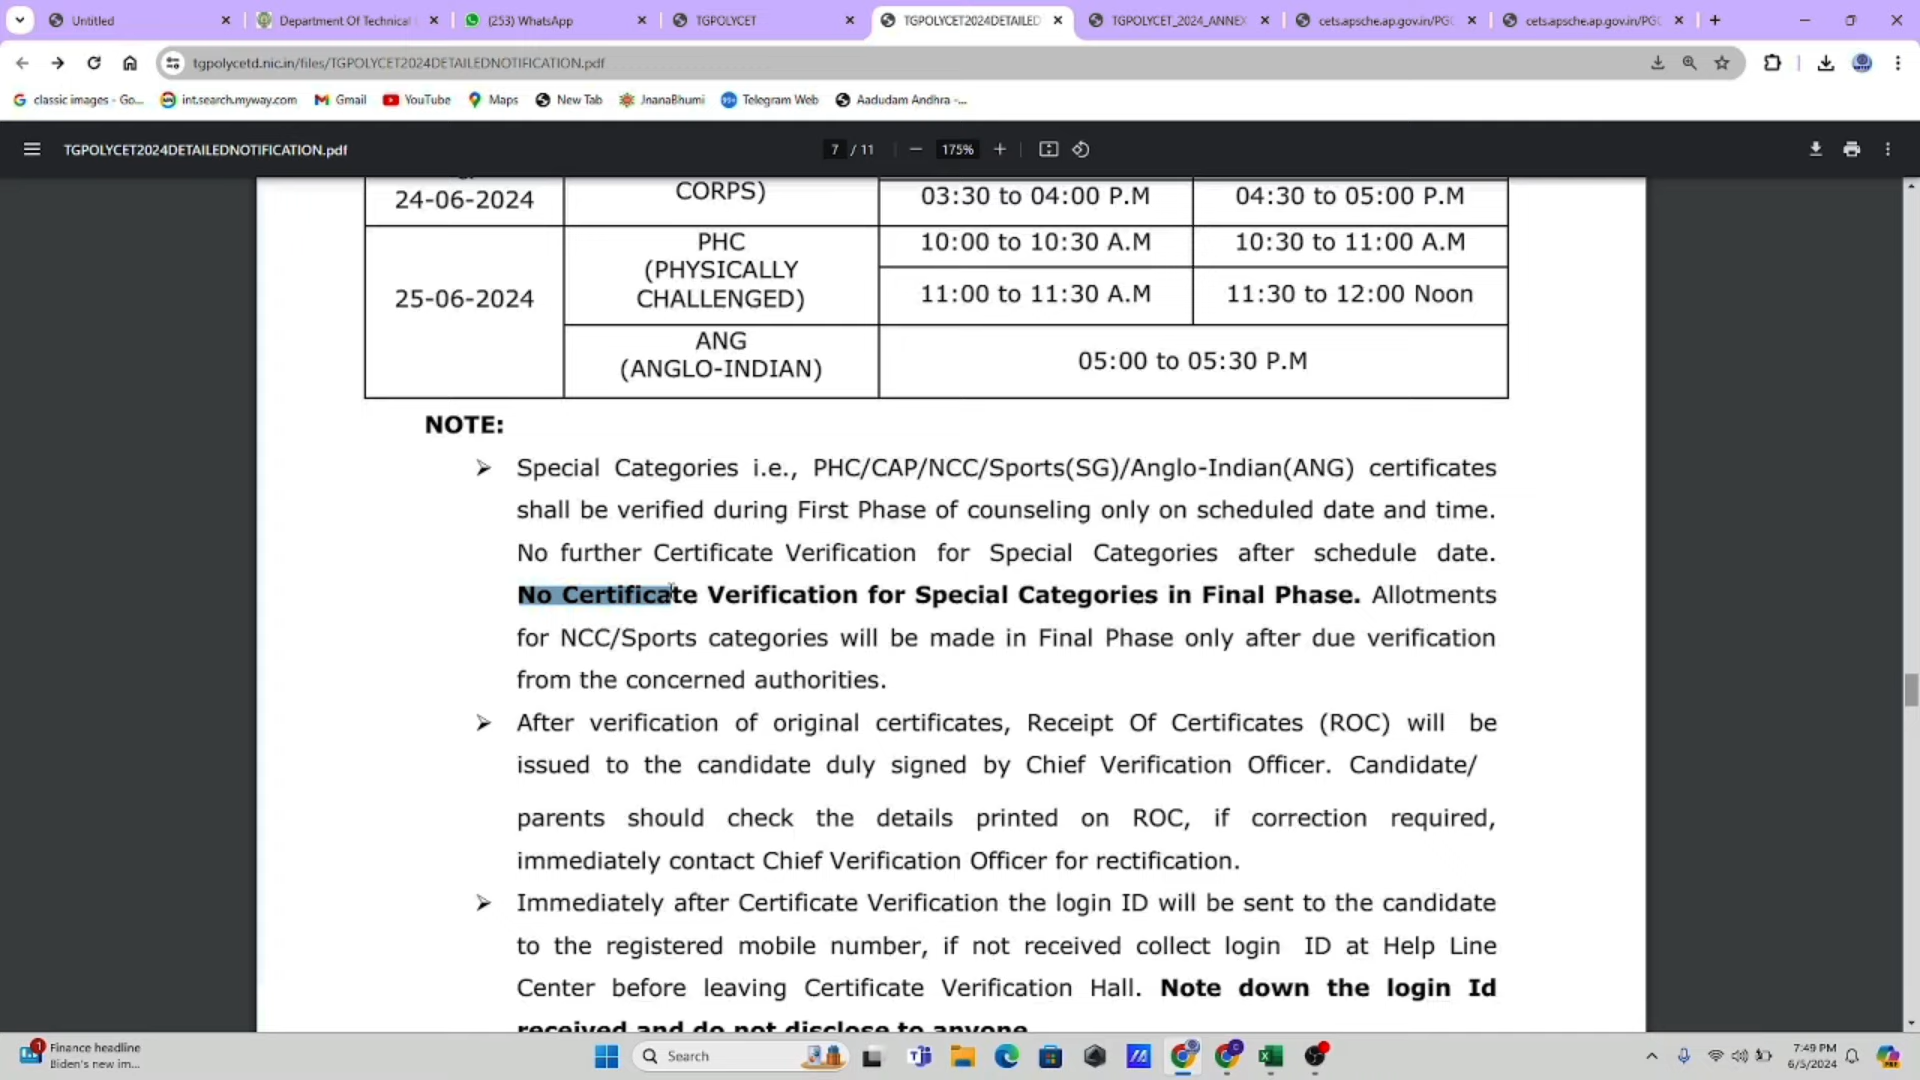 Untitled
Department Of Technical
(253) WhatsApp
TGPOLYCET
TGPOLYCET2024DETAILED
TGPOLYCET_2024_ANNEX
cets.apsche.ap.gov.in/PG
cets.apsche.ap.gov.in/PG
tgpolycetd.nic.in/files/TGPOLYCET2024DETAILEDNOTIFICATION.pdf
classic images - Go...
int.search.myway.com
Gmail
YouTube
Maps
New Tab
JnanaBhumi
Telegram Web
Aadudam Andhra -...
TGPOLYCET2024DETAILEDNOTIFICATION.pdf
7 / 11
175%
24-06-2024
CORPS)
03:30 to 04:00 P.M
04:30 to 05:00 P.M
25-06-2024
PHC
(PHYSICALLY
CHALLENGED)
10:00 to 10:30 A.M
10:30 to 11:00 A.M
11:00 to 11:30 A.M
11:30 to 12:00 Noon
ANG
(ANGLO-INDIAN)
05:00 to 05:30 P.M
NOTE:
➢ Special Categories i.e., PHC/CAP/NCC/Sports(SG)/Anglo-Indian(ANG) certificates
shall be verified during First Phase of counseling only on scheduled date and time.
No further Certificate Verification for Special Categories after schedule date.
No Certificate Verification for Special Categories in Final Phase. Allotments
for NCC/Sports categories will be made in Final Phase only after due verification
from the concerned authorities.
➢ After verification of original certificates, Receipt Of Certificates (ROC) will be
issued to the candidate duly signed by Chief Verification Officer. Candidate/
parents should check the details printed on ROC, if correction required,
immediately contact Chief Verification Officer for rectification.
➢ Immediately after Certificate Verification the login ID will be sent to the candidate
to the registered mobile number, if not received collect login ID at Help Line
Center before leaving Certificate Verification Hall. Note down the login Id
received and do not disclose to anyone
Finance headline
Biden's new im...
Search
7:49 PM
6/5/2024